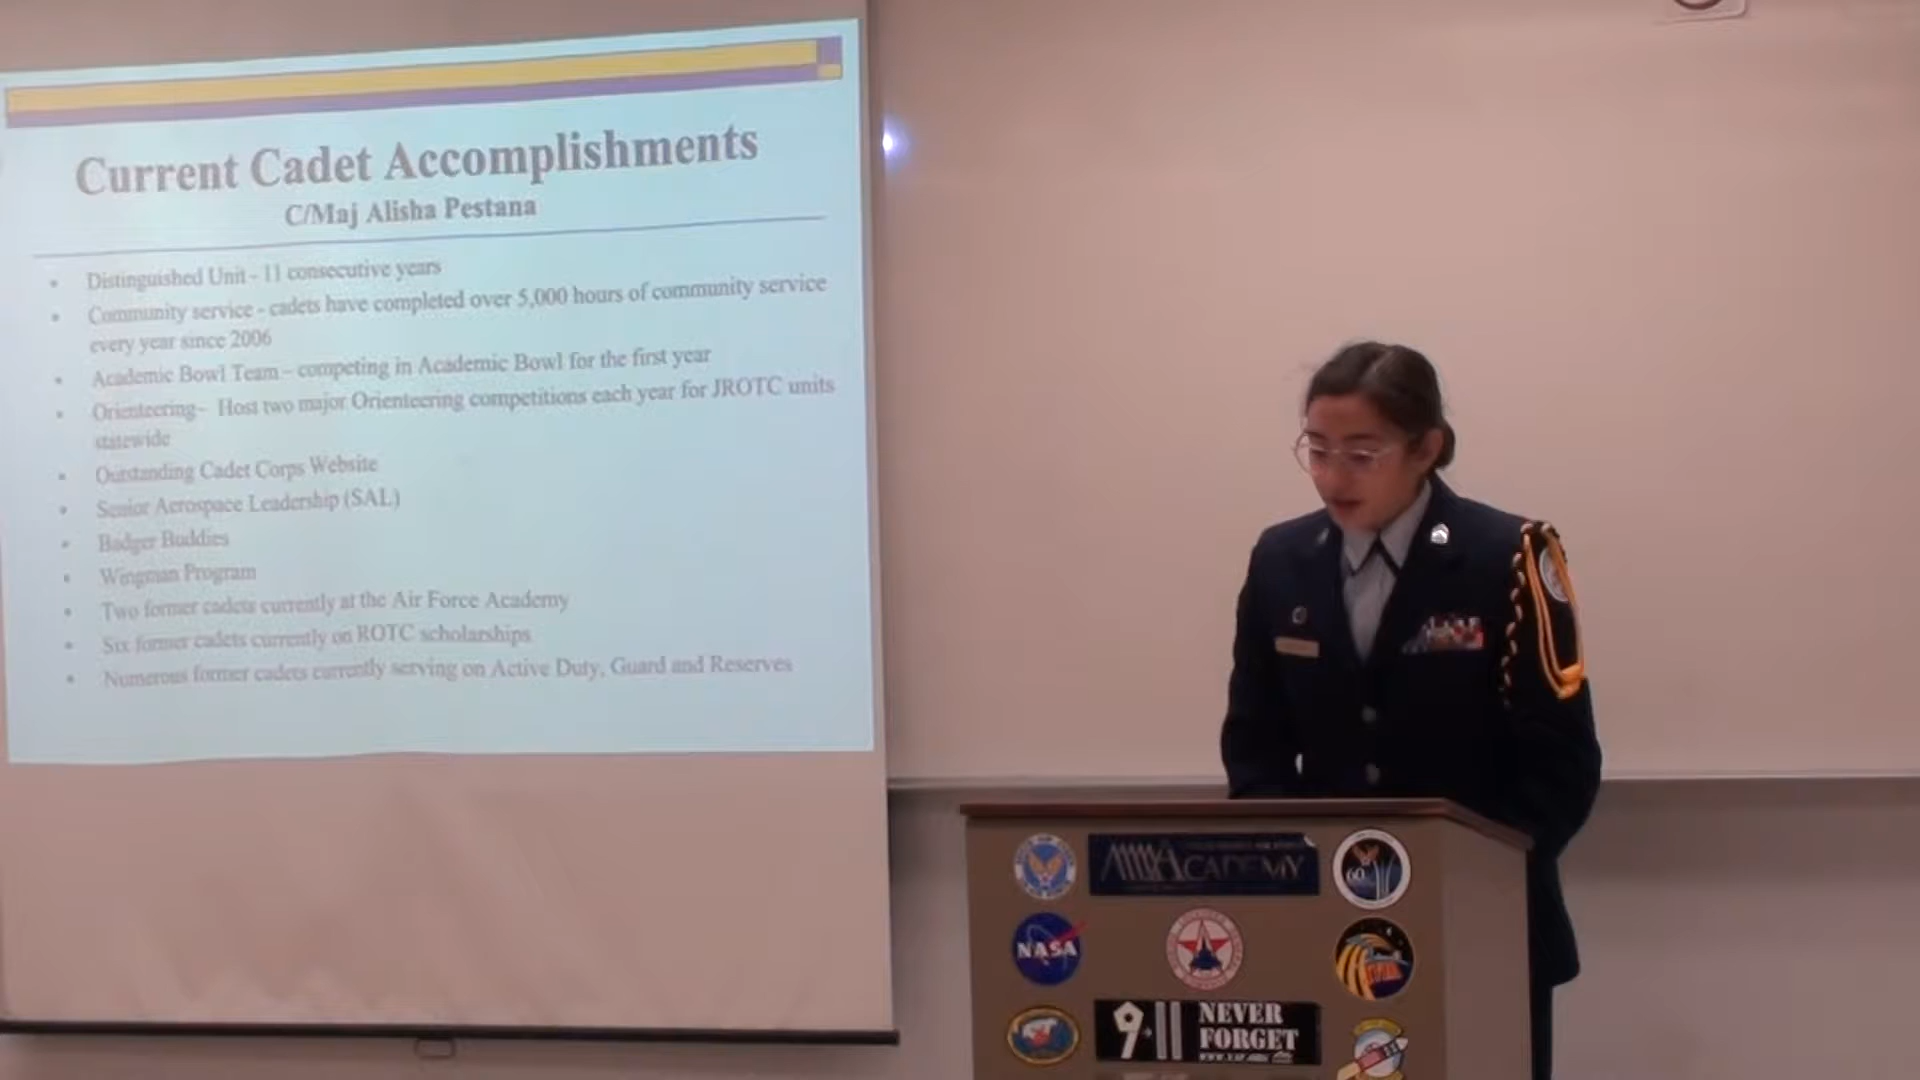 Current Cadet Accomplishments
C/Maj Alisha Pestana
• Distinguished Unit - 11 consecutive years
• Community service - cadets have completed over 5,000 hours of community service
every year since 2006
• Academic Bowl Team – competing in Academic Bowl for the first year
• Orienteering– Host two major Orienteering competitions each year for JROTC units
statewide
• Outstanding Cadet Corps Website
• Senior Aerospace Leadership (SAL)
• Badger Buddies
• Wingman Program
• Two former cadets currently at the Air Force Academy
• Six former cadets currently on ROTC scholarships
• Numerous former cadets currently serving on Active Duty, Guard and Reserves
ACADEMY
60
NASA
9-11 NEVER
FORGET